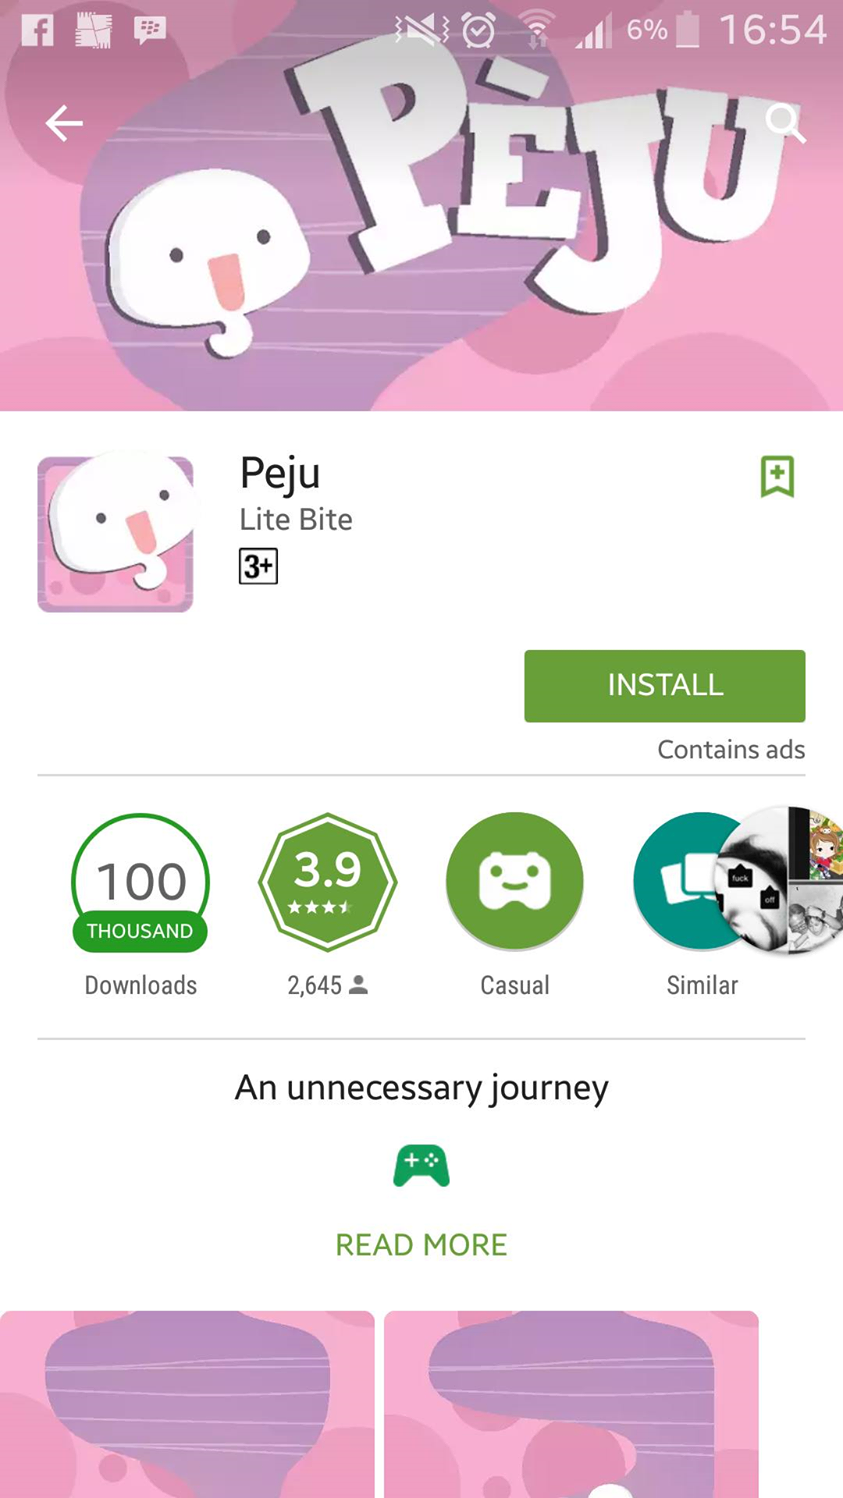 6% 16:54
PÈJU
Peju
Lite Bite
3+
INSTALL
Contains ads
100
THOUSAND
3.9
Downloads
2,645
Casual
Similar
fuck
off
An unnecessary journey
READ MORE